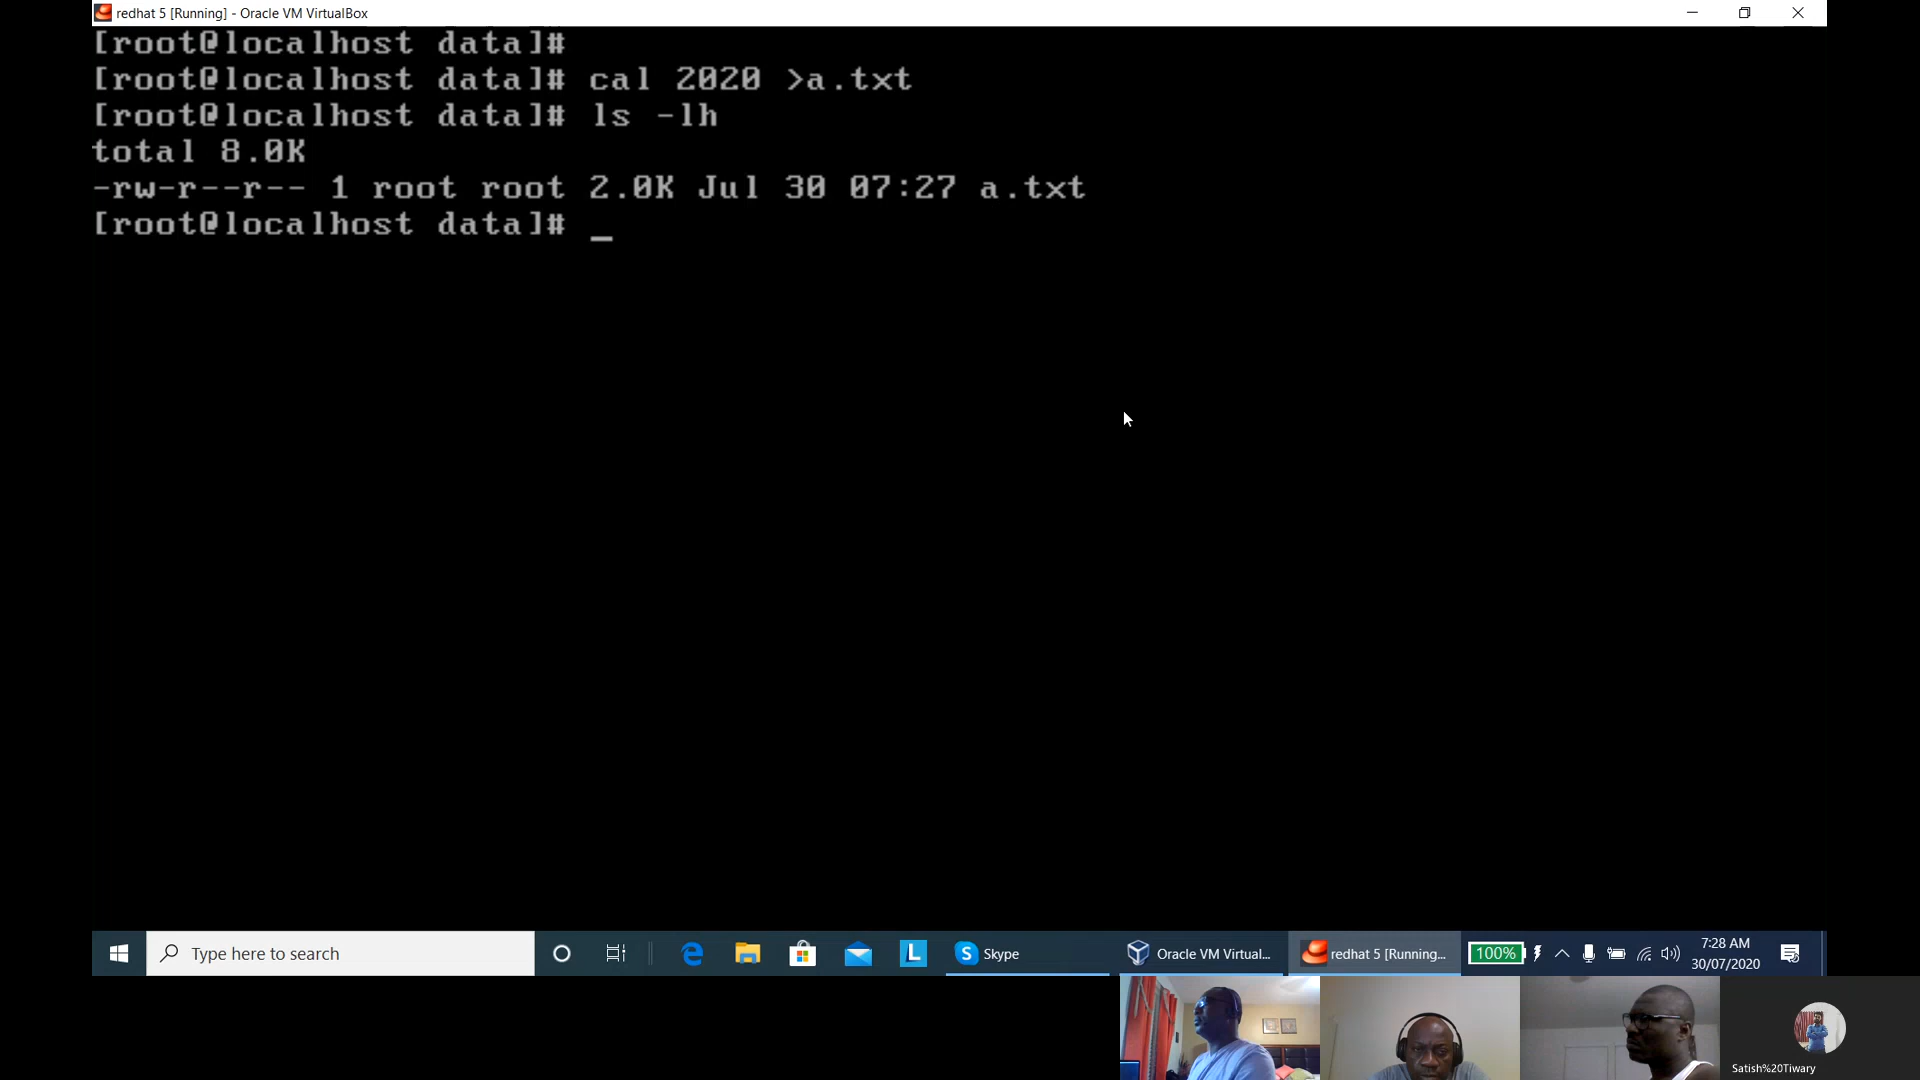 redhat 5 [Running] - Oracle VM VirtualBox
[root@localhost data]#
[root@localhost data]# cal 2020 >a.txt
[root@localhost data]# ls -lh
total 8.0K
-rw-r--r-- 1 root root 2.0K Jul 30 07:27 a.txt
[root@localhost data]# _
Type here to search
L
S Skype
Oracle VM Virtual...
redhat 5 [Running...
100%
7:28 AM
30/07/2020
Satish%20Tiwary